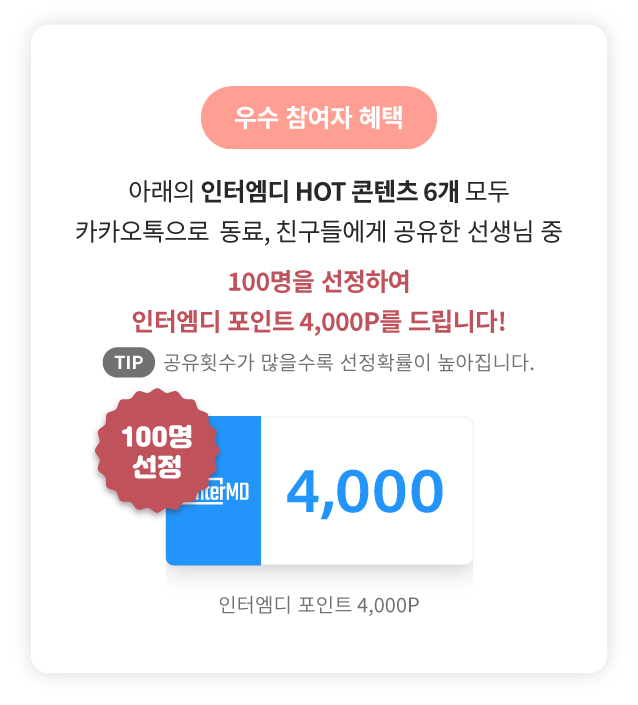 우수 참여자 혜택
아래의 인터엠디 HOT 콘텐츠 6개 모두
카카오톡으로 동료, 친구들에게 공유한 선생님 중
100명을 선정하여
인터엠디 포인트 4,000P를 드립니다!
TIP 공유횟수가 많을수록 선정확률이 높아집니다.
100명
선정
4,000
인터엠디 포인트 4,000P